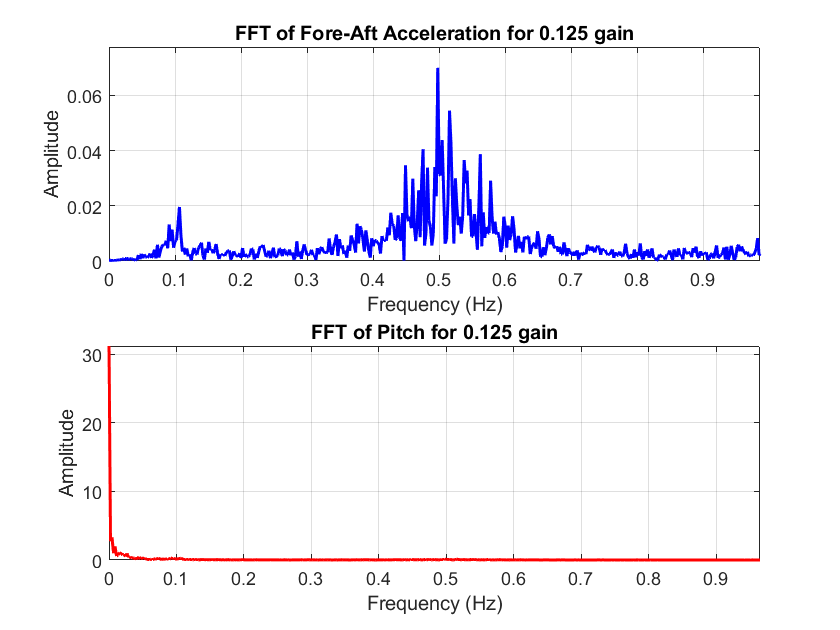 FFT of Fore-Aft Acceleration for 0.125 gain
0.06
0.04
0.02
0
Amplitude
0 0.1 0.2 0.3 0.4 0.5 0.6 0.7 0.8 0.9
Frequency (Hz)
FFT of Pitch for 0.125 gain
30
20
10
0
Amplitude
0 0.1 0.2 0.3 0.4 0.5 0.6 0.7 0.8 0.9
Frequency (Hz)